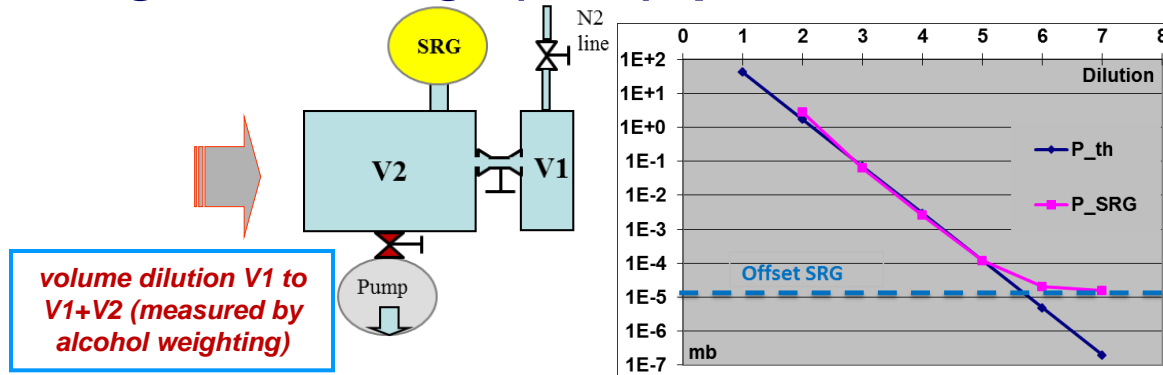 SRG
N2
line
V2
V1
Pump
volume dilution V1 to
V1+V2 (measured by
alcohol weighting)
0 1 2 3 4 5 6 7 8
Dilution
1E+2
1E+1
1E+0
1E-1
1E-2
1E-3
1E-4
1E-5
1E-6
1E-7
P_th
P_SRG
Offset SRG
mb